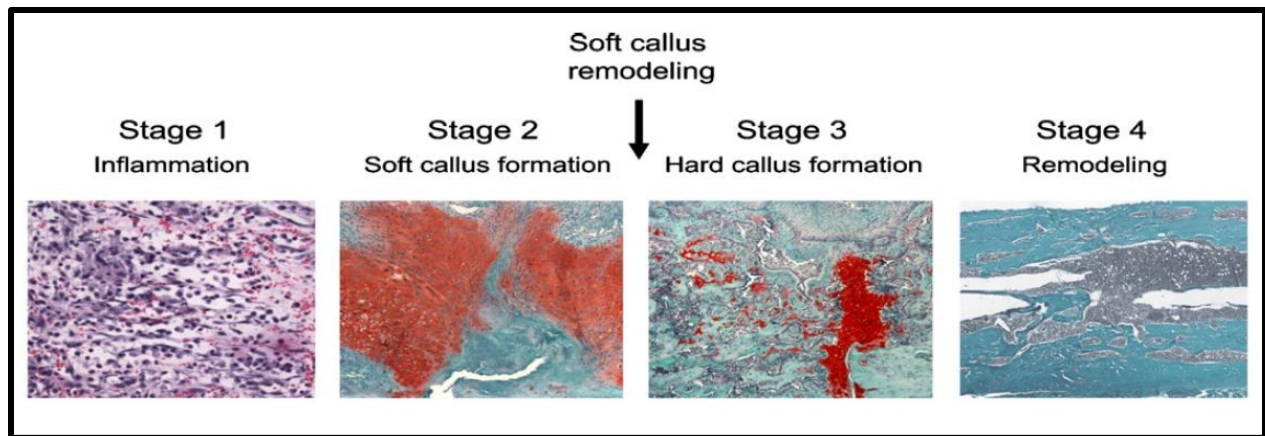 Soft callus
remodeling
Stage 1
Inflammation
Stage 2
Soft callus formation
Stage 3
Hard callus formation
Stage 4
Remodeling